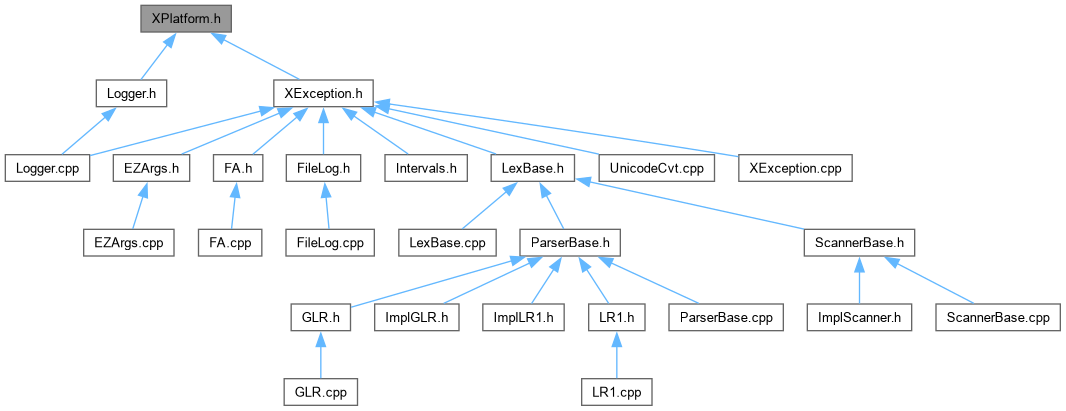 XPlatform.h
Logger.h
XException.h
Logger.cpp
EZArgs.h
FA.h
FileLog.h
Intervals.h
LexBase.h
UnicodeCvt.cpp
XException.cpp
EZArgs.cpp
FA.cpp
FileLog.cpp
LexBase.cpp
ParserBase.h
ScannerBase.h
GLR.h
ImplGLR.h
ImplLR1.h
LR1.h
ParserBase.cpp
ImplScanner.h
ScannerBase.cpp
GLR.cpp
LR1.cpp